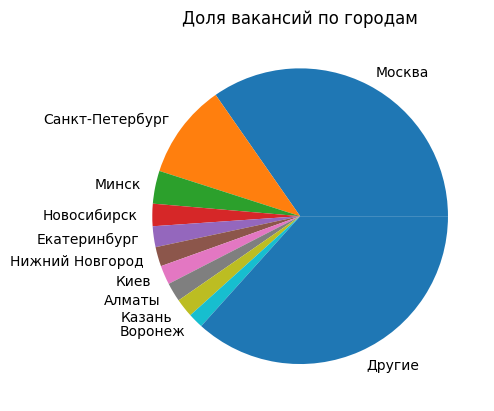 Доля вакансий по городам
Москва
Санкт-Петербург
Минск
Новосибирск
Екатеринбург
Нижний Новгород
Киев
Алматы
Казань
Воронеж
Другие